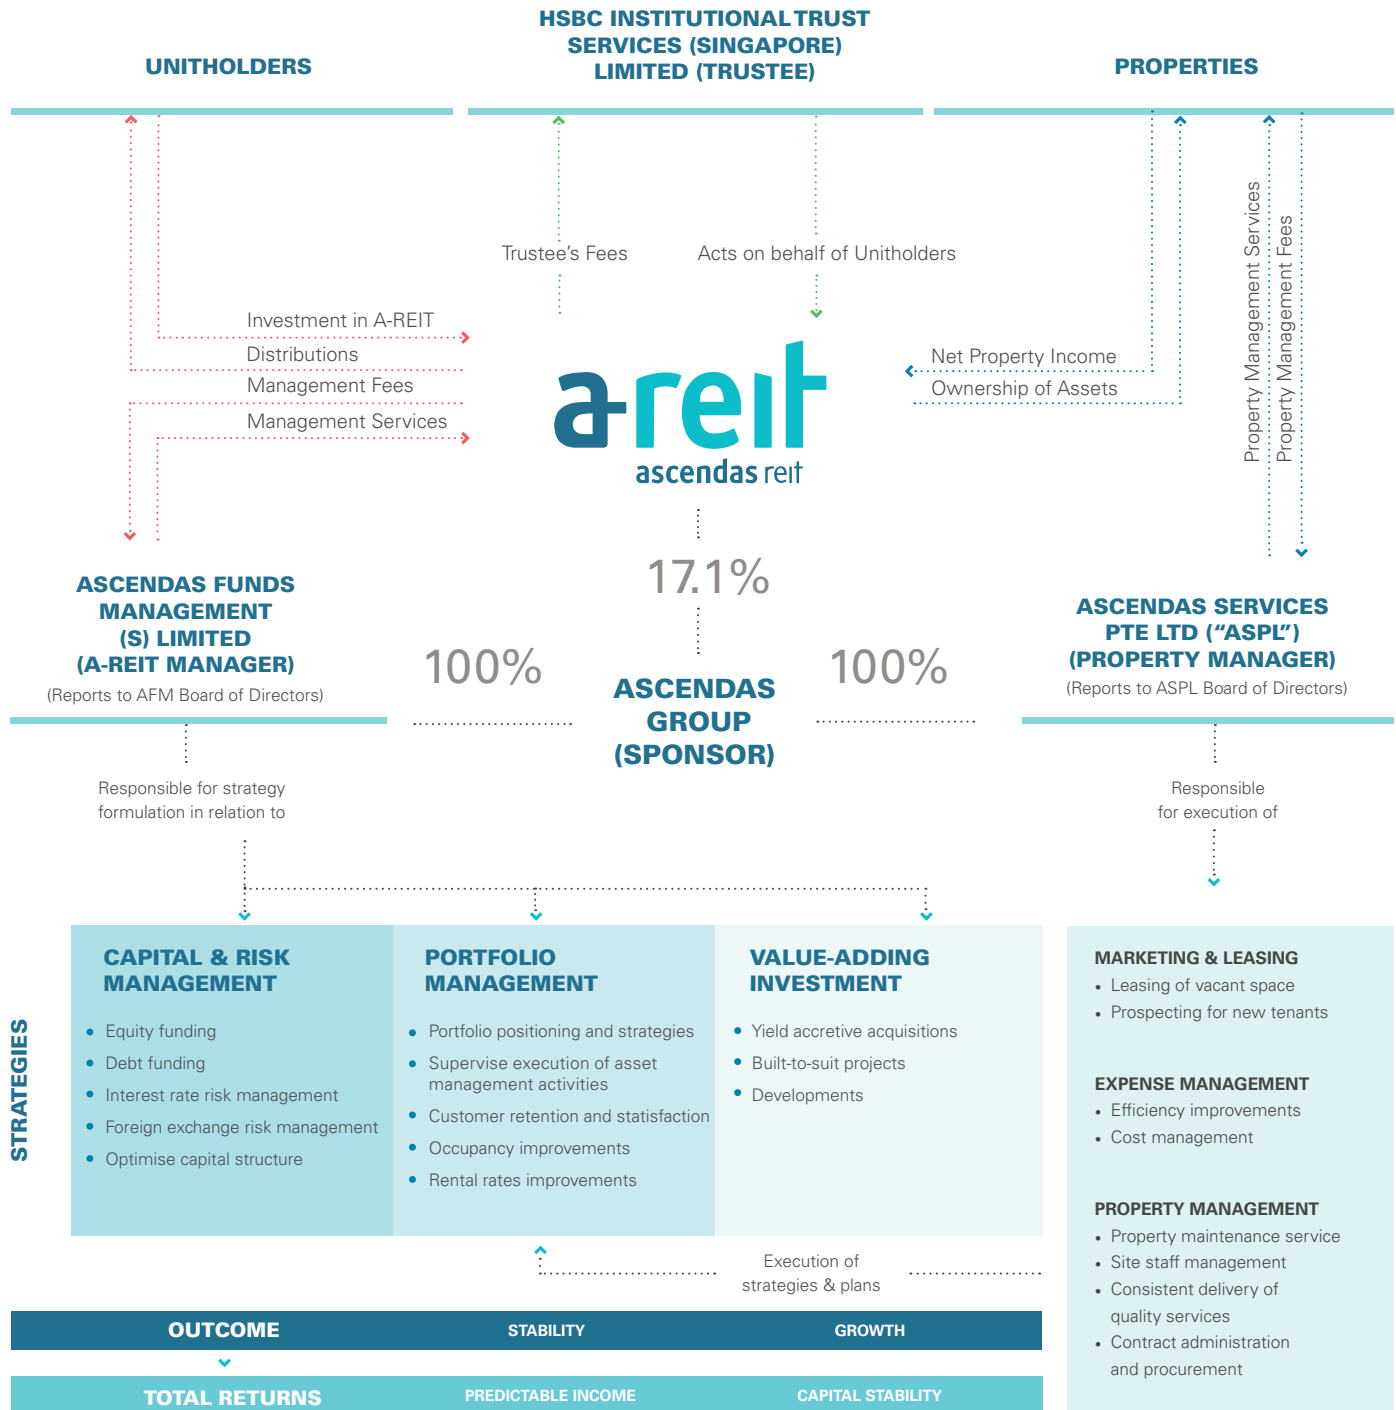 HSBC INSTITUTIONAL TRUST
SERVICES (SINGAPORE)
LIMITED (TRUSTEE)
UNITHOLDERS
PROPERTIES
Trustee's Fees
Acts on behalf of Unitholders
Property Management Services
Property Management Fees
Investment in A-REIT
Distributions
Management Fees
Management Services
Net Property Income
Ownership of Assets
a-reit
ascendas reit
17.1%
ASCENDAS FUNDS
MANAGEMENT
(S) LIMITED
(A-REIT MANAGER)
(Reports to AFM Board of Directors)
100%
ASCENDAS
GROUP
(SPONSOR)
100%
ASCENDAS SERVICES
PTE LTD (“ASPL”)
(PROPERTY MANAGER)
(Reports to ASPL Board of Directors)
Responsible for strategy
formulation in relation to
Responsible
for execution of
STRATEGIES
CAPITAL & RISK
MANAGEMENT
• Equity funding
• Debt funding
• Interest rate risk management
• Foreign exchange risk management
• Optimise capital structure
PORTFOLIO
MANAGEMENT
• Portfolio positioning and strategies
• Supervise execution of asset
management activities
• Customer retention and statisfaction
• Occupancy improvements
• Rental rates improvements
VALUE-ADDING
INVESTMENT
• Yield accretive acquisitions
• Built-to-suit projects
• Developments
MARKETING & LEASING
• Leasing of vacant space
• Prospecting for new tenants
EXPENSE MANAGEMENT
• Efficiency improvements
• Cost management
PROPERTY MANAGEMENT
• Property maintenance service
• Site staff management
• Consistent delivery of
quality services
• Contract administration
and procurement
Execution of
strategies & plans
OUTCOME
STABILITY
GROWTH
TOTAL RETURNS
PREDICTABLE INCOME
CAPITAL STABILITY